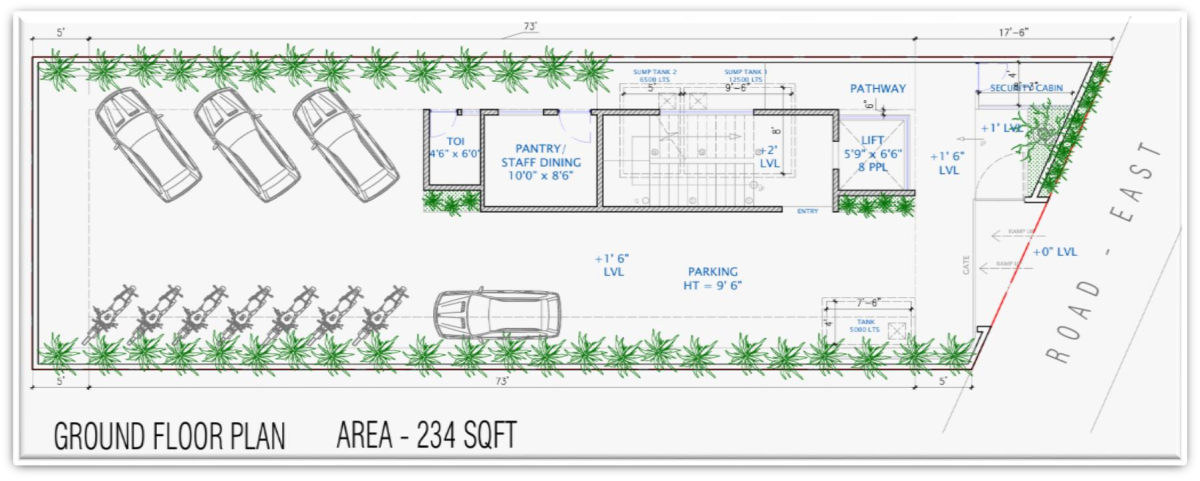 5'
73'
17'-6"
SUMP TANK 2
6500 LTS
SUMP TANK 1
12500 LTS
5'
9'-6"
PATHWAY
6"
4'
SECURITY CABIN
+1' LVL
TOI
4'6" x 6'0"
PANTRY/
STAFF DINING
10'0" x 8'6"
8'
+2'
LVL
LIFT
5'9" x 6'6"
8 PPL
+1' 6"
LVL
ENTRY
UP
RAMP UP
+0" LVL
GATE
+1' 6"
LVL
PARKING
HT = 9' 6"
7'-6"
4'
TANK
5000 LTS
ROAD - EAST
5'
73'
5'
GROUND FLOOR PLAN
AREA - 234 SQFT